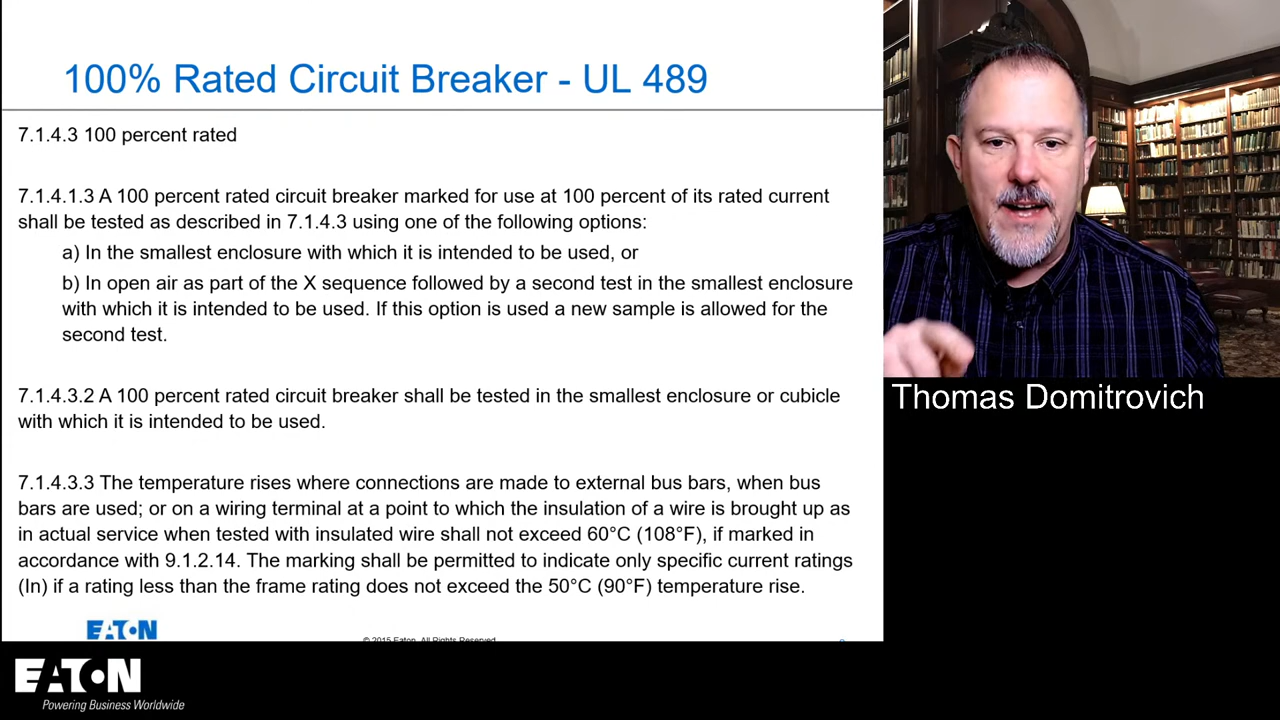 100% Rated Circuit Breaker - UL 489
7.1.4.3 100 percent rated
7.1.4.1.3 A 100 percent rated circuit breaker marked for use at 100 percent of its rated current
shall be tested as described in 7.1.4.3 using one of the following options:
a) In the smallest enclosure with which it is intended to be used, or
b) In open air as part of the X sequence followed by a second test in the smallest enclosure
with which it is intended to be used. If this option is used a new sample is allowed for the
second test.
7.1.4.3.2 A 100 percent rated circuit breaker shall be tested in the smallest enclosure or cubicle
with which it is intended to be used.
7.1.4.3.3 The temperature rises where connections are made to external bus bars, when bus
bars are used; or on a wiring terminal at a point to which the insulation of a wire is brought up as
in actual service when tested with insulated wire shall not exceed 60°C (108°F), if marked in
accordance with 9.1.2.14. The marking shall be permitted to indicate only specific current ratings
(In) if a rating less than the frame rating does not exceed the 50°C (90°F) temperature rise.
EATON
© 2015 Eaton. All Rights Reserved
Thomas Domitrovich
EATON
Powering Business Worldwide